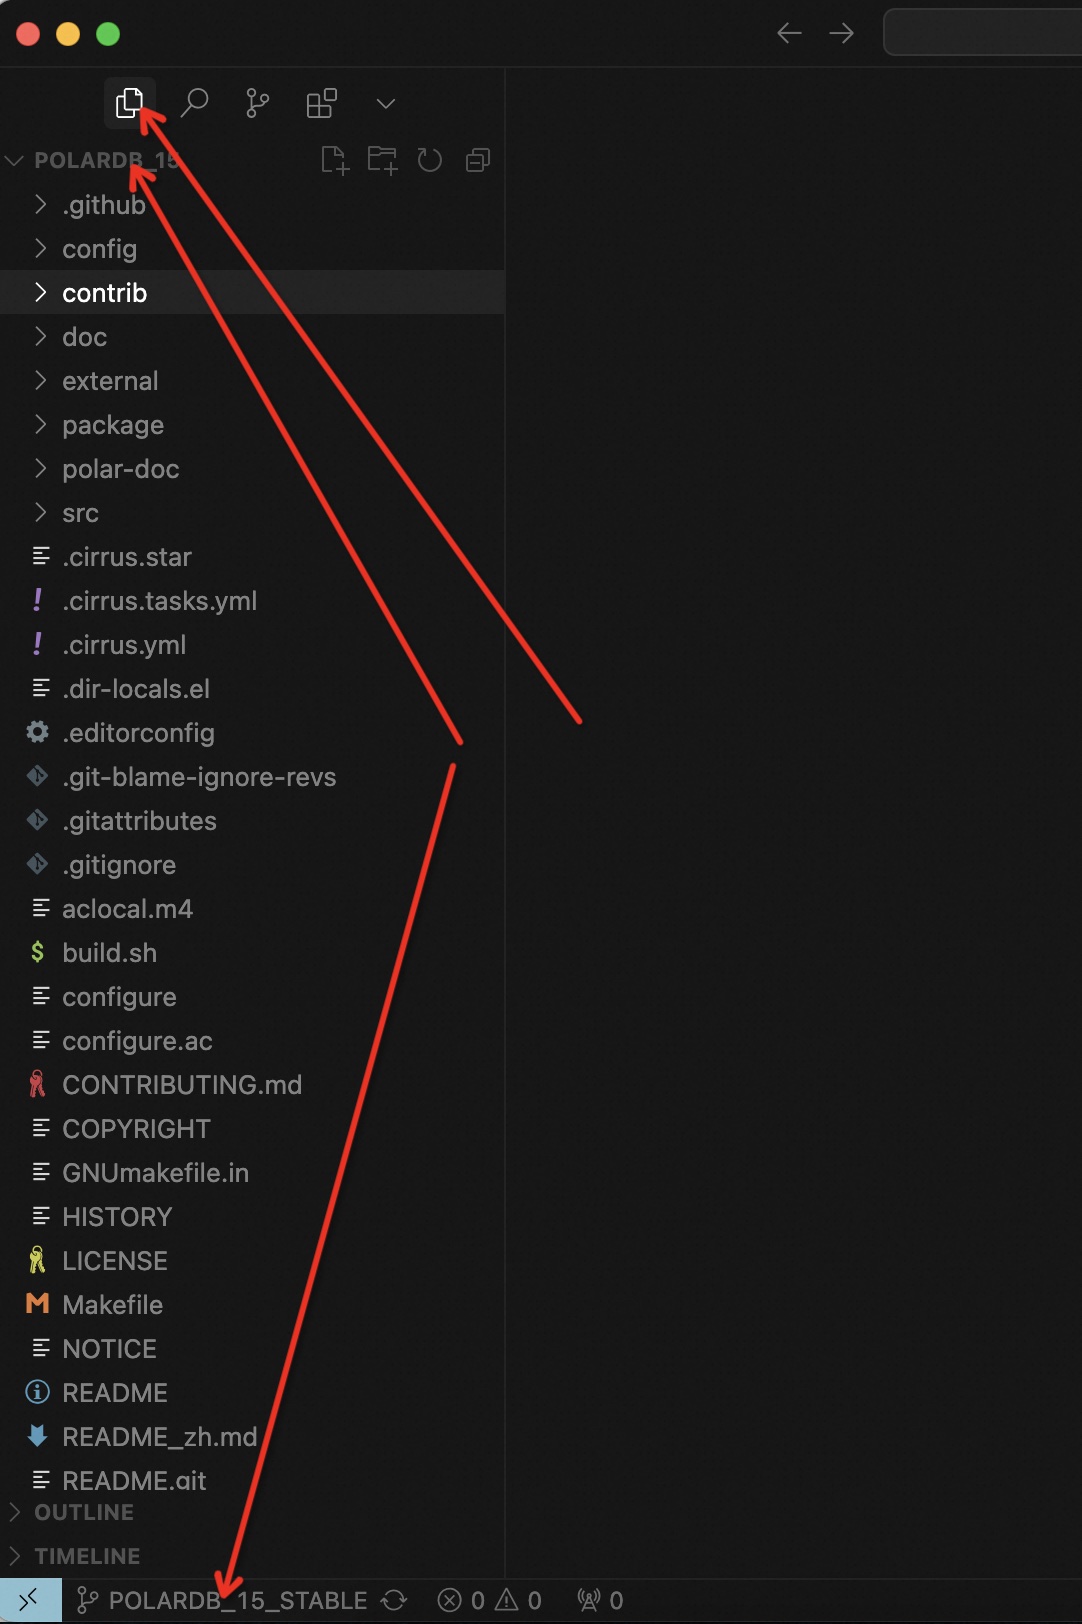 POLARDB_15
.github
config
contrib
doc
external
package
polar-doc
src
.cirrus.star
.cirrus.tasks.yml
.cirrus.yml
.dir-locals.el
.editorconfig
.git-blame-ignore-revs
.gitattributes
.gitignore
aclocal.m4
build.sh
configure
configure.ac
CONTRIBUTING.md
COPYRIGHT
GNUmakefile.in
HISTORY
LICENSE
Makefile
NOTICE
README
README_zh.md
README.git
OUTLINE
TIMELINE
POLARDB_15_STABLE 0 0 0